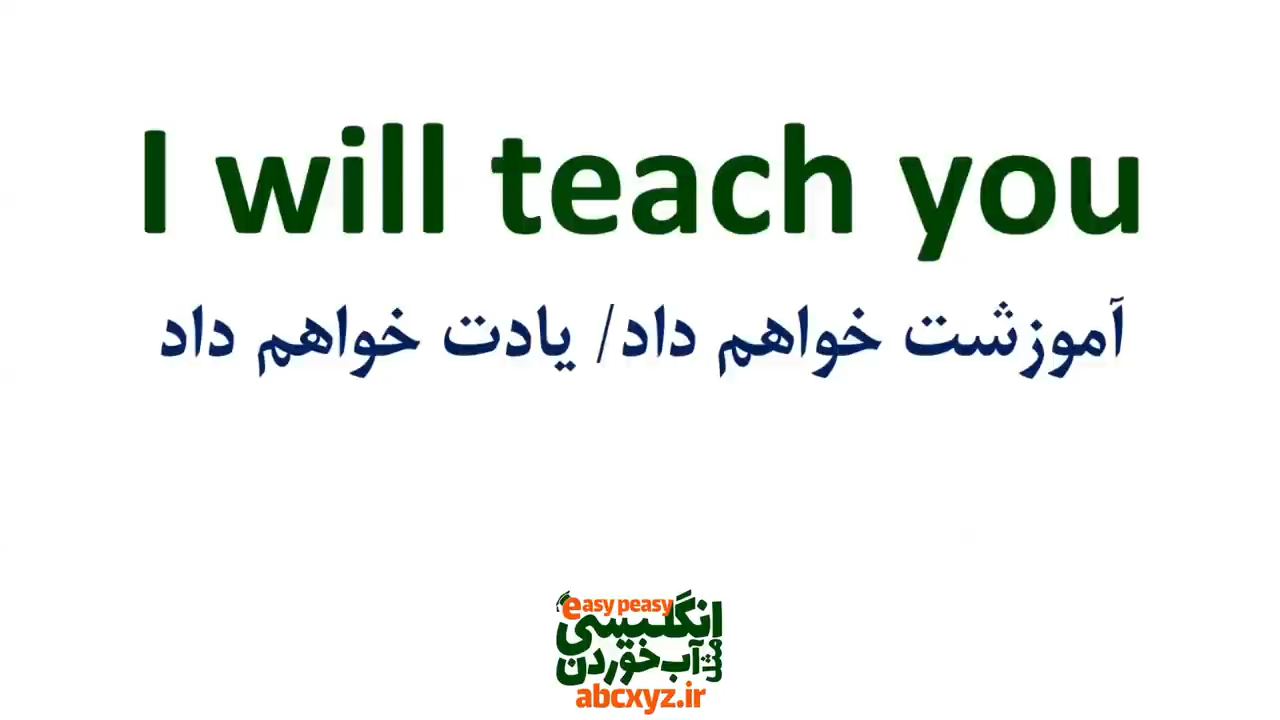 I will teach you
آموزشت خواهم داد/ یادت خواهم داد
easy peasy
انگلیسی
مثل آب خوردن
abcxyz.ir